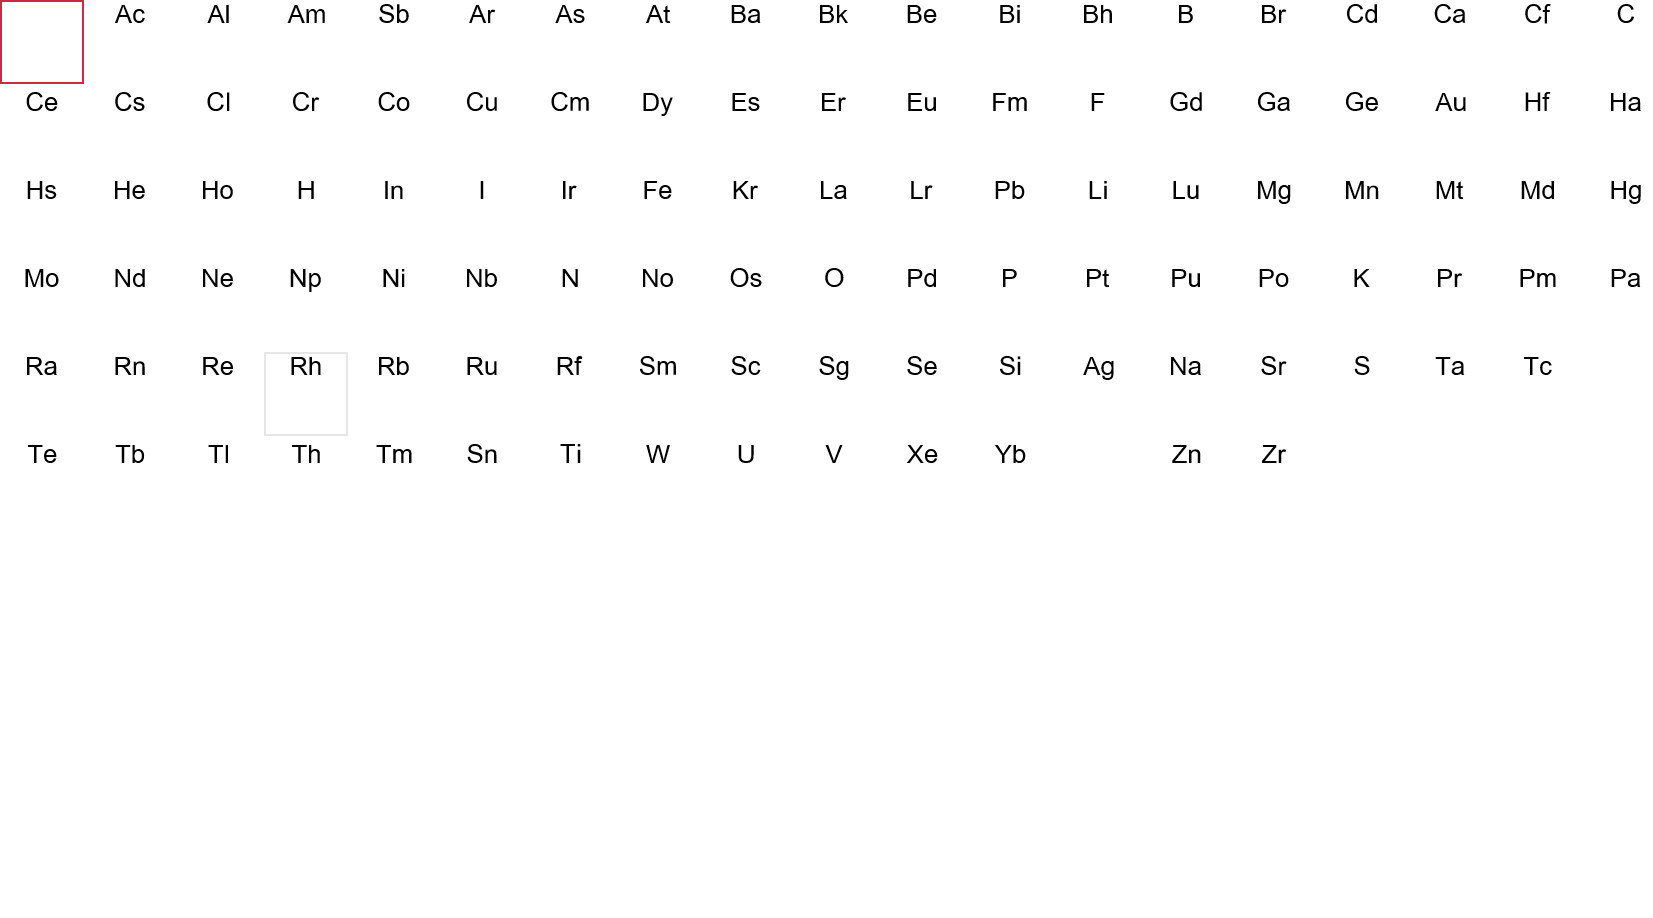 Ac Al Am Sb Ar As At Ba Bk Be Bi Bh B Br Cd Ca Cf C
Ce Cs Cl Cr Co Cu Cm Dy Es Er Eu Fm F Gd Ga Ge Au Hf Ha
Hs He Ho H In I Ir Fe Kr La Lr Pb Li Lu Mg Mn Mt Md Hg
Mo Nd Ne Np Ni Nb N No Os O Pd P Pt Pu Po K Pr Pm Pa
Ra Rn Re Rh Rb Ru Rf Sm Sc Sg Se Si Ag Na Sr S Ta Tc
Te Tb Tl Th Tm Sn Ti W U V Xe Yb Zn Zr